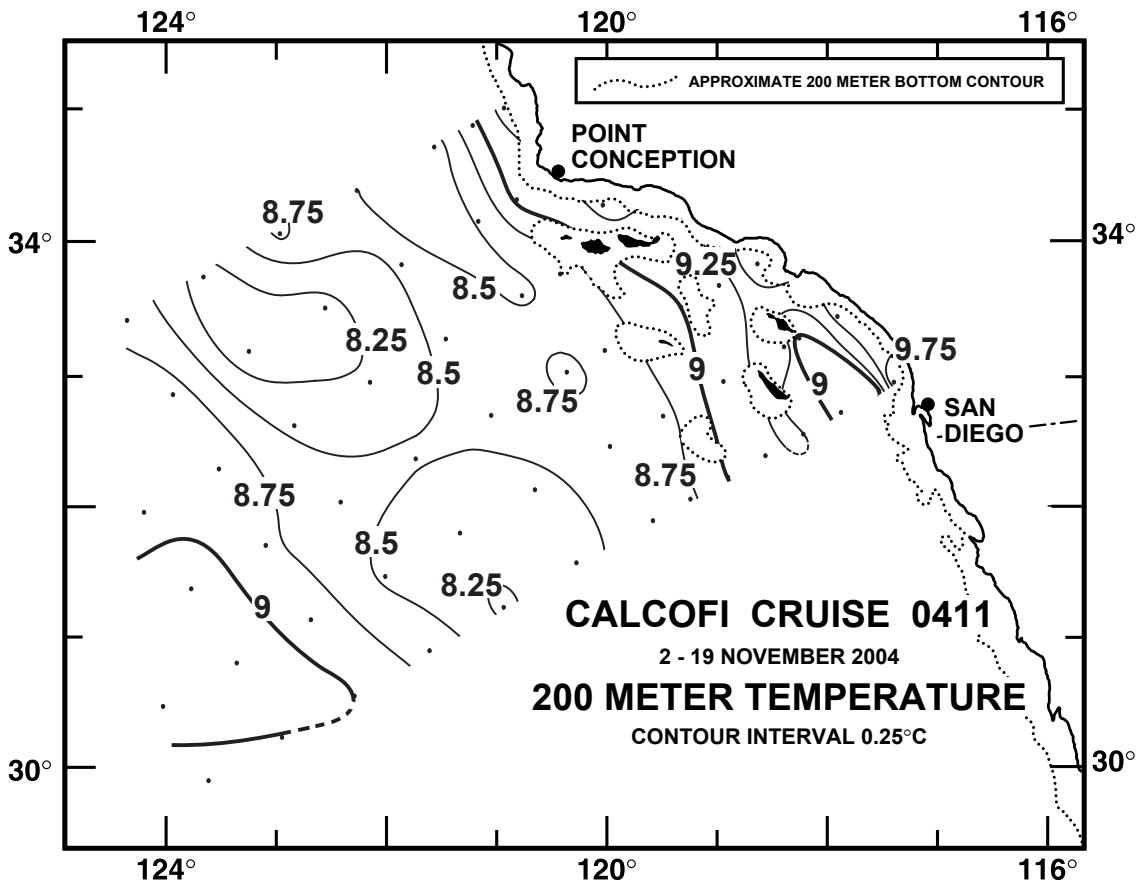 124° 120° 116°
APPROXIMATE 200 METER BOTTOM CONTOUR
POINT
CONCEPTION
8.75
34° 34°
9.25
8.5
8.25
9.75
8.5
9
9
8.75
SAN
DIEGO
8.75
8.75
8.5
8.25
9
CALCOFI CRUISE 0411
2 - 19 NOVEMBER 2004
200 METER TEMPERATURE
CONTOUR INTERVAL 0.25°C
30° 30°
124° 120° 116°